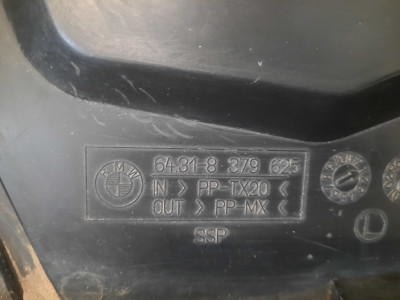 64.31-8 379 625
BMW
IN > PP-TX20 <
OUT > PP-MX <
SSP
L